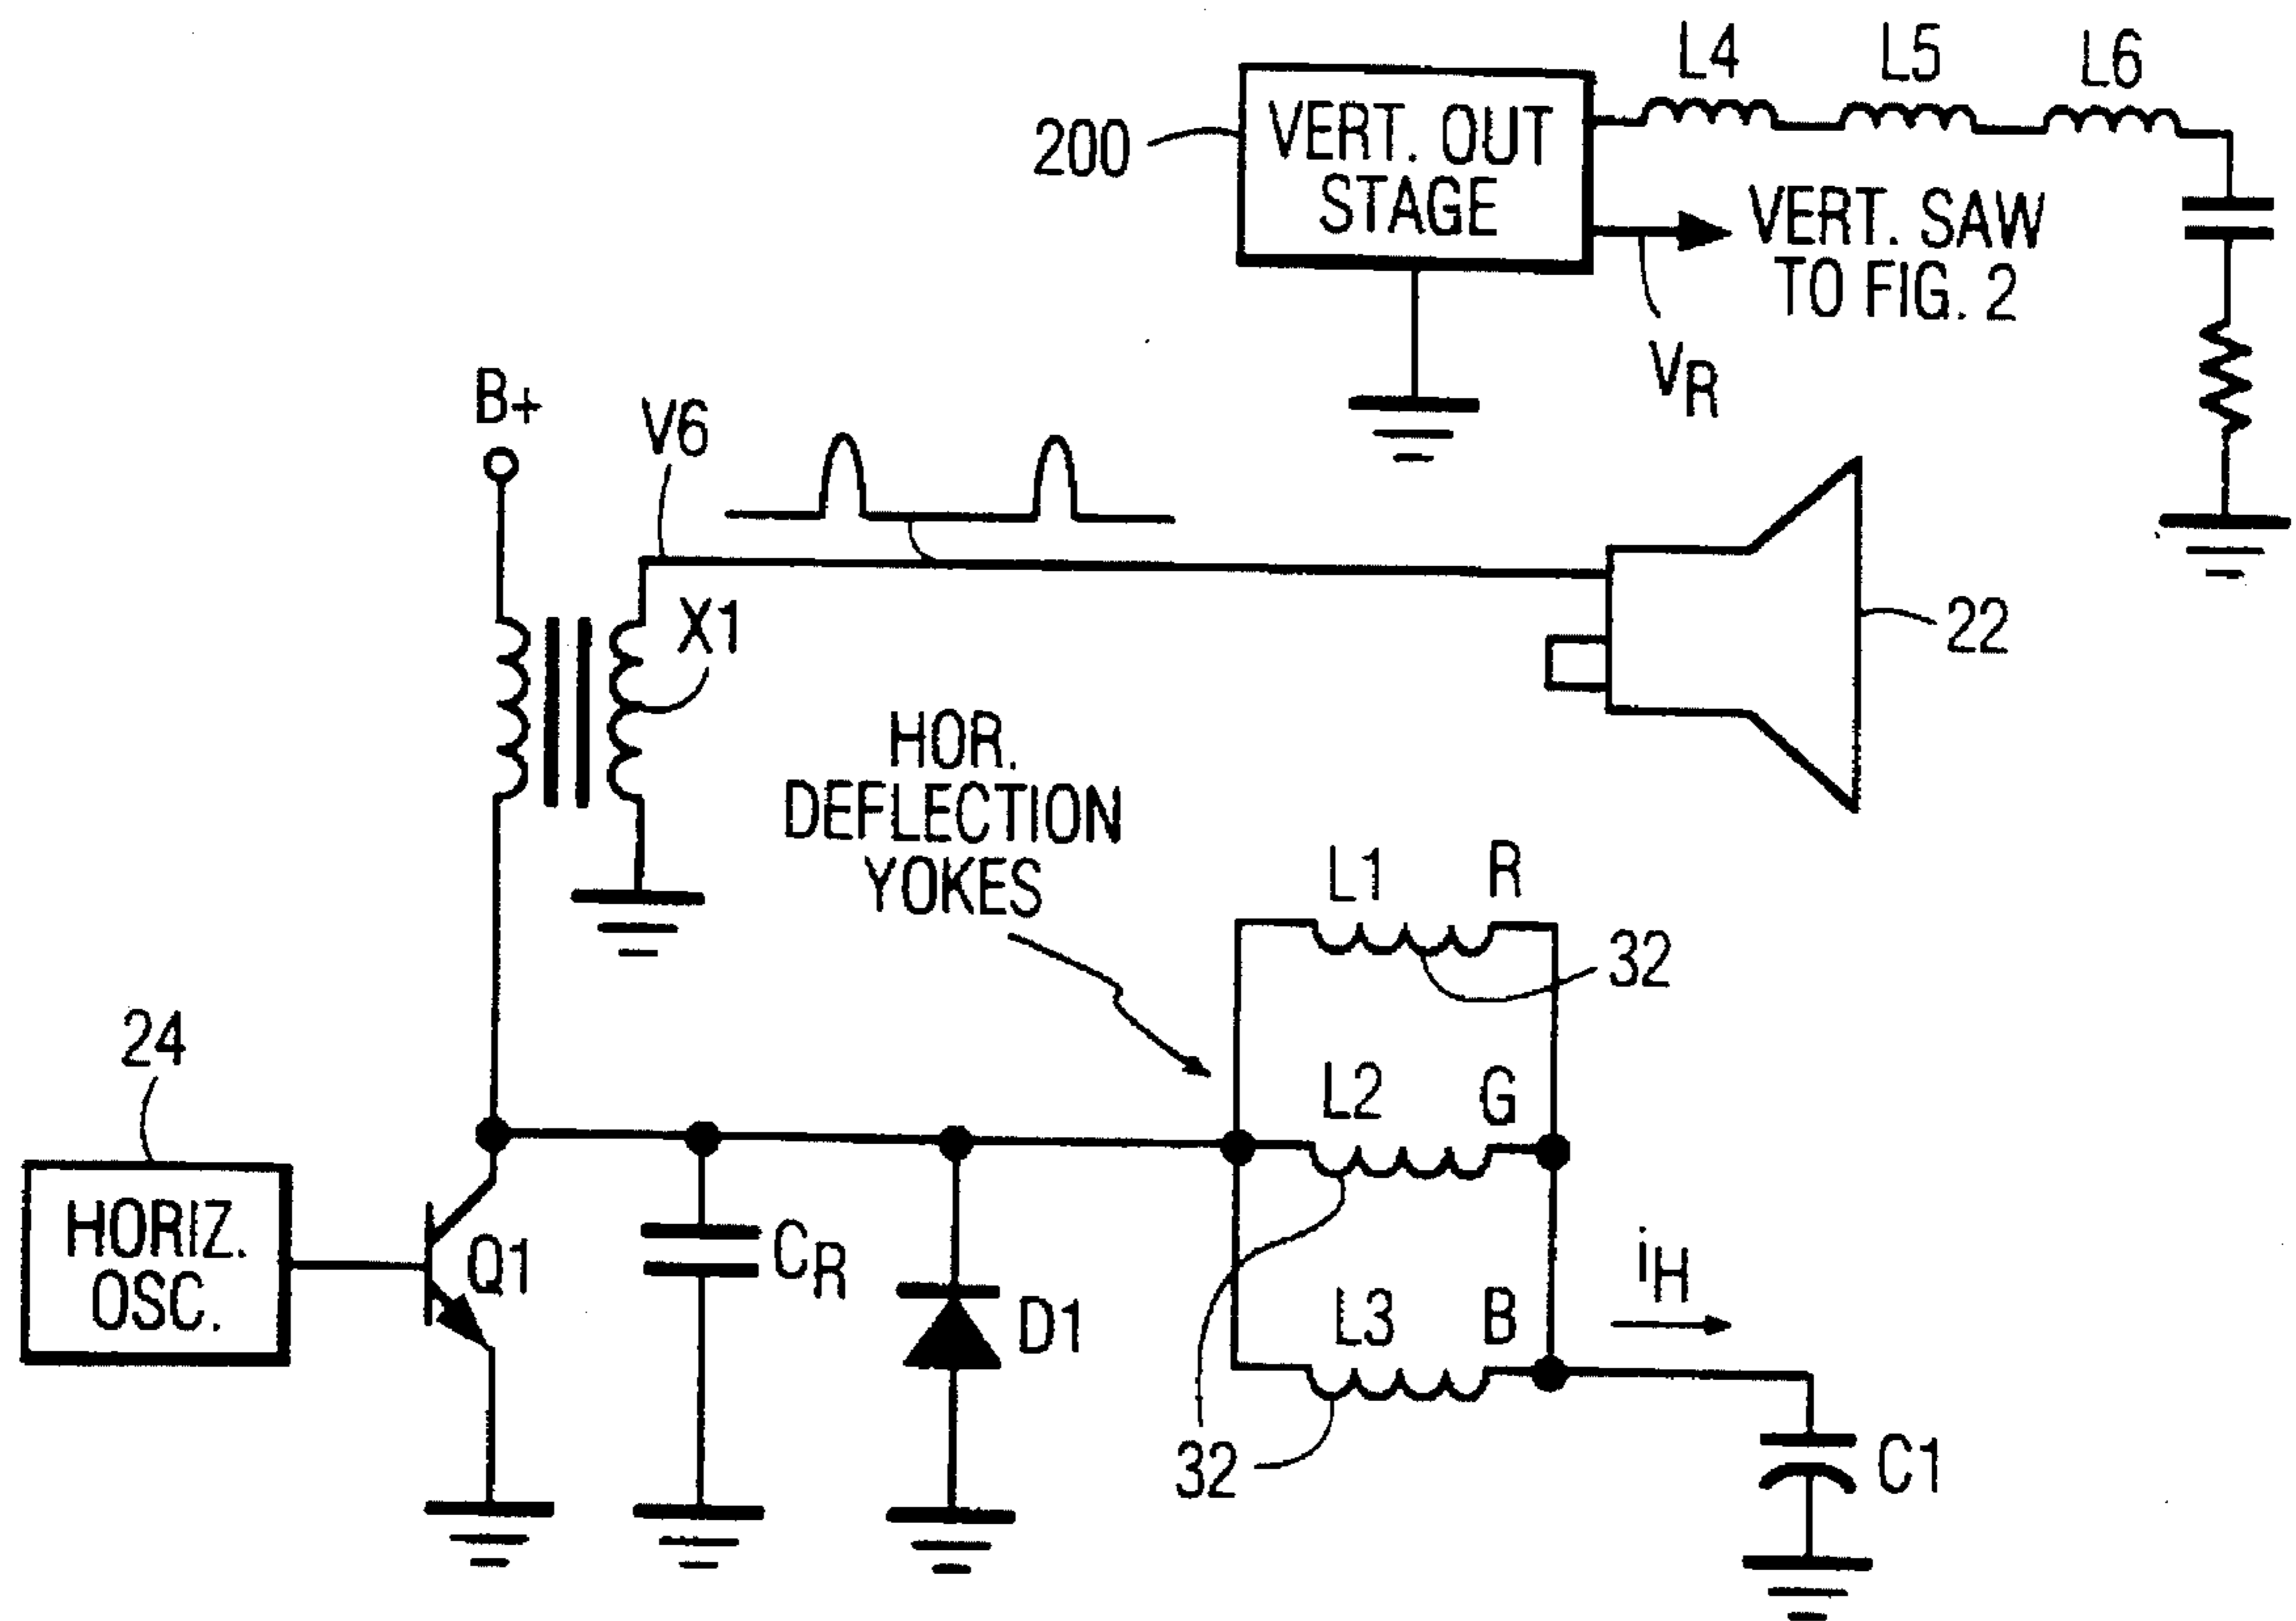 L4
L5
L6
200
VERT. OUT
STAGE
VERT. SAW
TO FIG. 2
VR
B+
V6
X1
22
HOR.
DEFLECTION
YOKES
L1
R
32
24
L2
G
HORIZ.
OSC.
Q1
CR
D1
L3
B
iH
32
C1